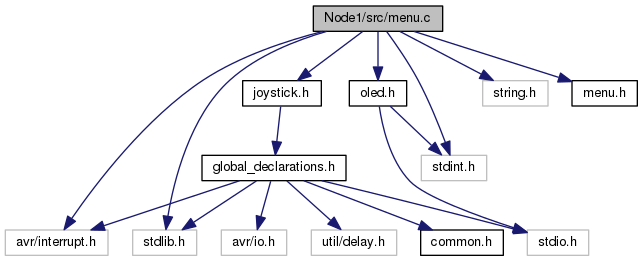 Node1/src/menu.c
joystick.h
oled.h
string.h
menu.h
global_declarations.h
stdint.h
avr/interrupt.h
stdlib.h
avr/io.h
util/delay.h
common.h
stdio.h